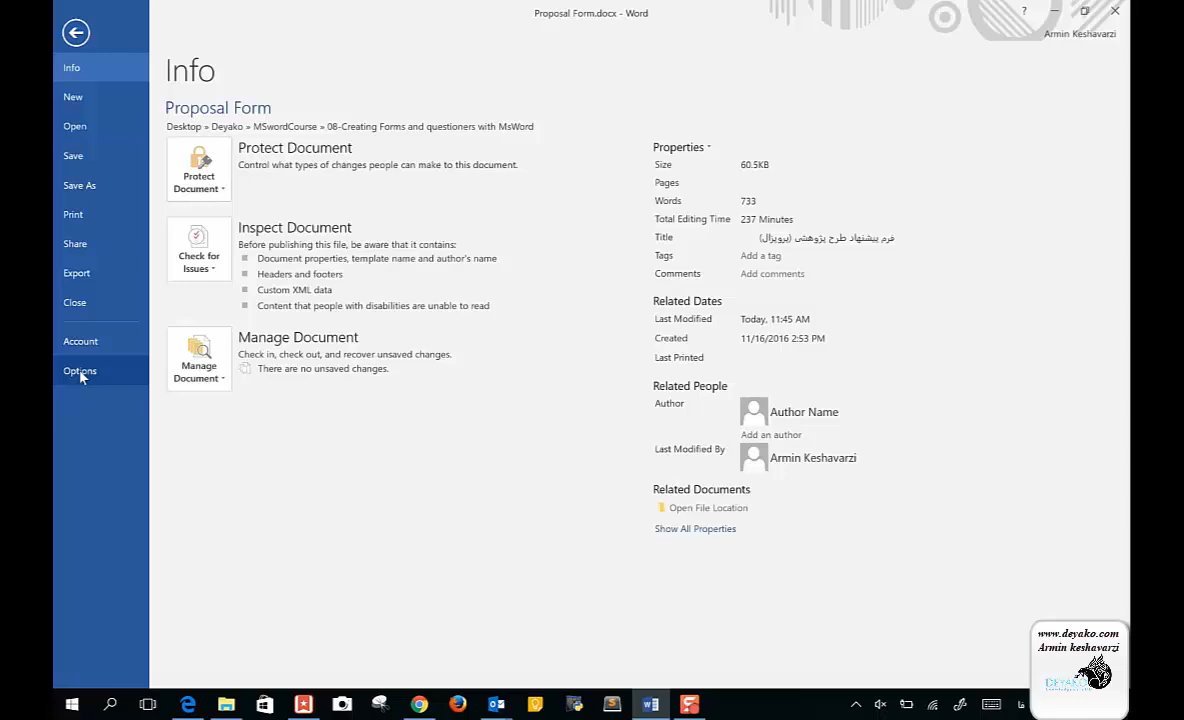 Proposal Form.docx - Word
?
Armin Keshavarzi
Info
New
Open
Save
Save As
Print
Share
Export
Close
Account
Options
Info
Proposal Form
Desktop » Deyako » MSwordCourse » 08-Creating Forms and questioners with MsWord
Protect Document
Protect Document
Control what types of changes people can make to this document.
Check for Issues
Inspect Document
Before publishing this file, be aware that it contains:
Document properties, template name and author's name
Headers and footers
Custom XML data
Content that people with disabilities are unable to read
Manage Document
Manage Document
Check in, check out, and recover unsaved changes.
There are no unsaved changes.
Properties
Size 60.5KB
Pages
Words 733
Total Editing Time 237 Minutes
Title فرم پیشنهاد طرح پژوهشی (پروپزال)
Tags Add a tag
Comments Add comments
Related Dates
Last Modified Today, 11:45 AM
Created 11/16/2016 2:53 PM
Last Printed
Related People
Author Author Name
Add an author
Last Modified By Armin Keshavarzi
Related Documents
Open File Location
Show All Properties
www.deyako.com
Armin keshavarzi
DEYAKO
فا